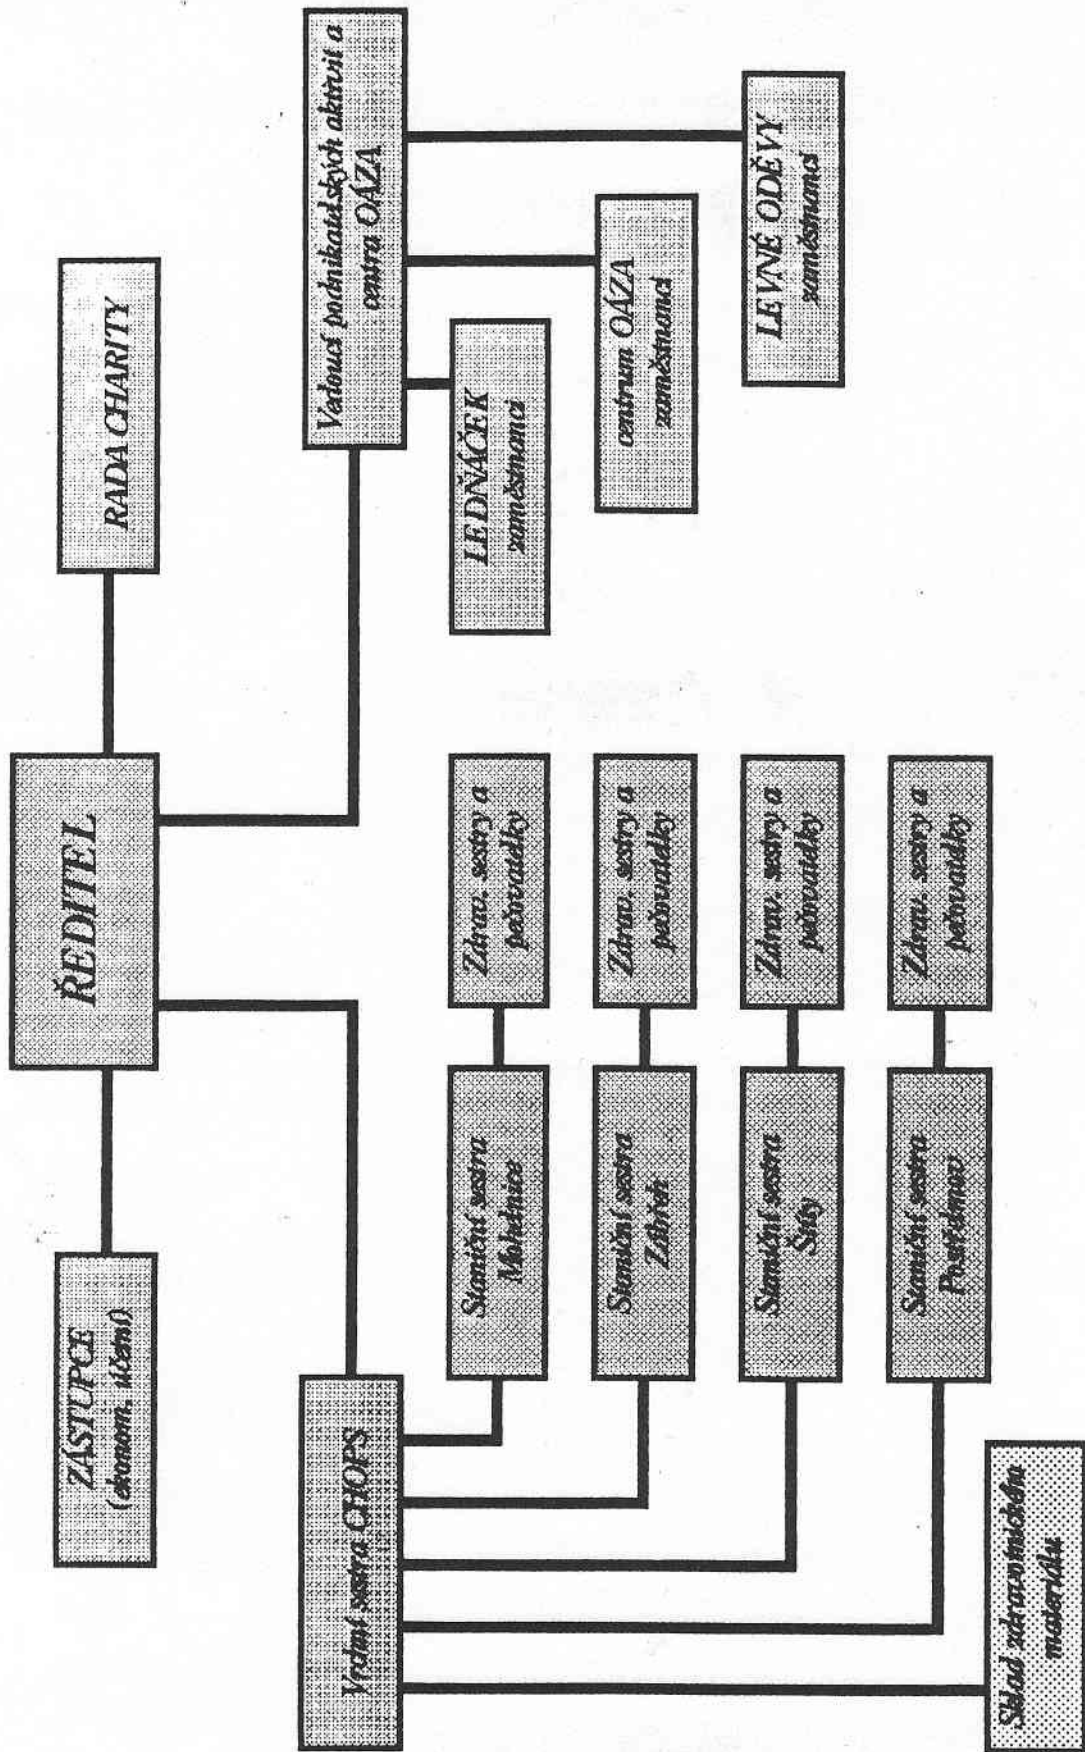 ŘEDITEL
ZÁSTUPCE
(ekonom. účetní)
RADA CHARITY
Vrchní sestra CHOPS
Vedoucí podnikatelských aktivit a
centra OÁZA
Staniční sestra
Mohelnice
Zdrav. sestry a
pečovatelky
LEDŇÁČEK
zaměstnanci
Staniční sestra
Zábřeh
Zdrav. sestry a
pečovatelky
centrum OÁZA
zaměstnanci
Staniční sestra
Štíty
Zdrav. sestry a
pečovatelky
LEVNÉ ODĚVY
zaměstnanci
Staniční sestra
Postřelmov
Zdrav. sestry a
pečovatelky
Sklad zdravotnického
materiálu